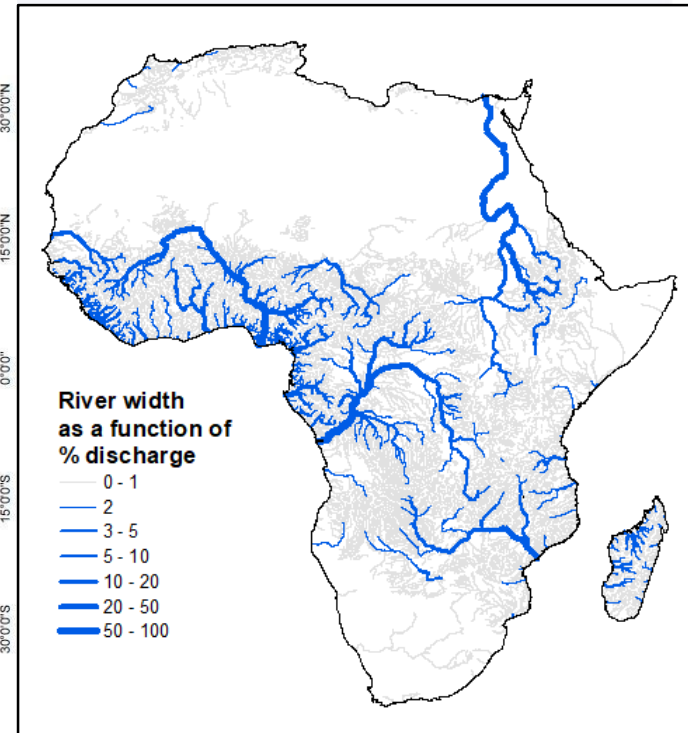 30°0'0"N
15°0'0"N
0°0'0"
15°0'0"S
30°0'0"S
River width
as a function of
% discharge
0 - 1
2
3 - 5
5 - 10
10 - 20
20 - 50
50 - 100